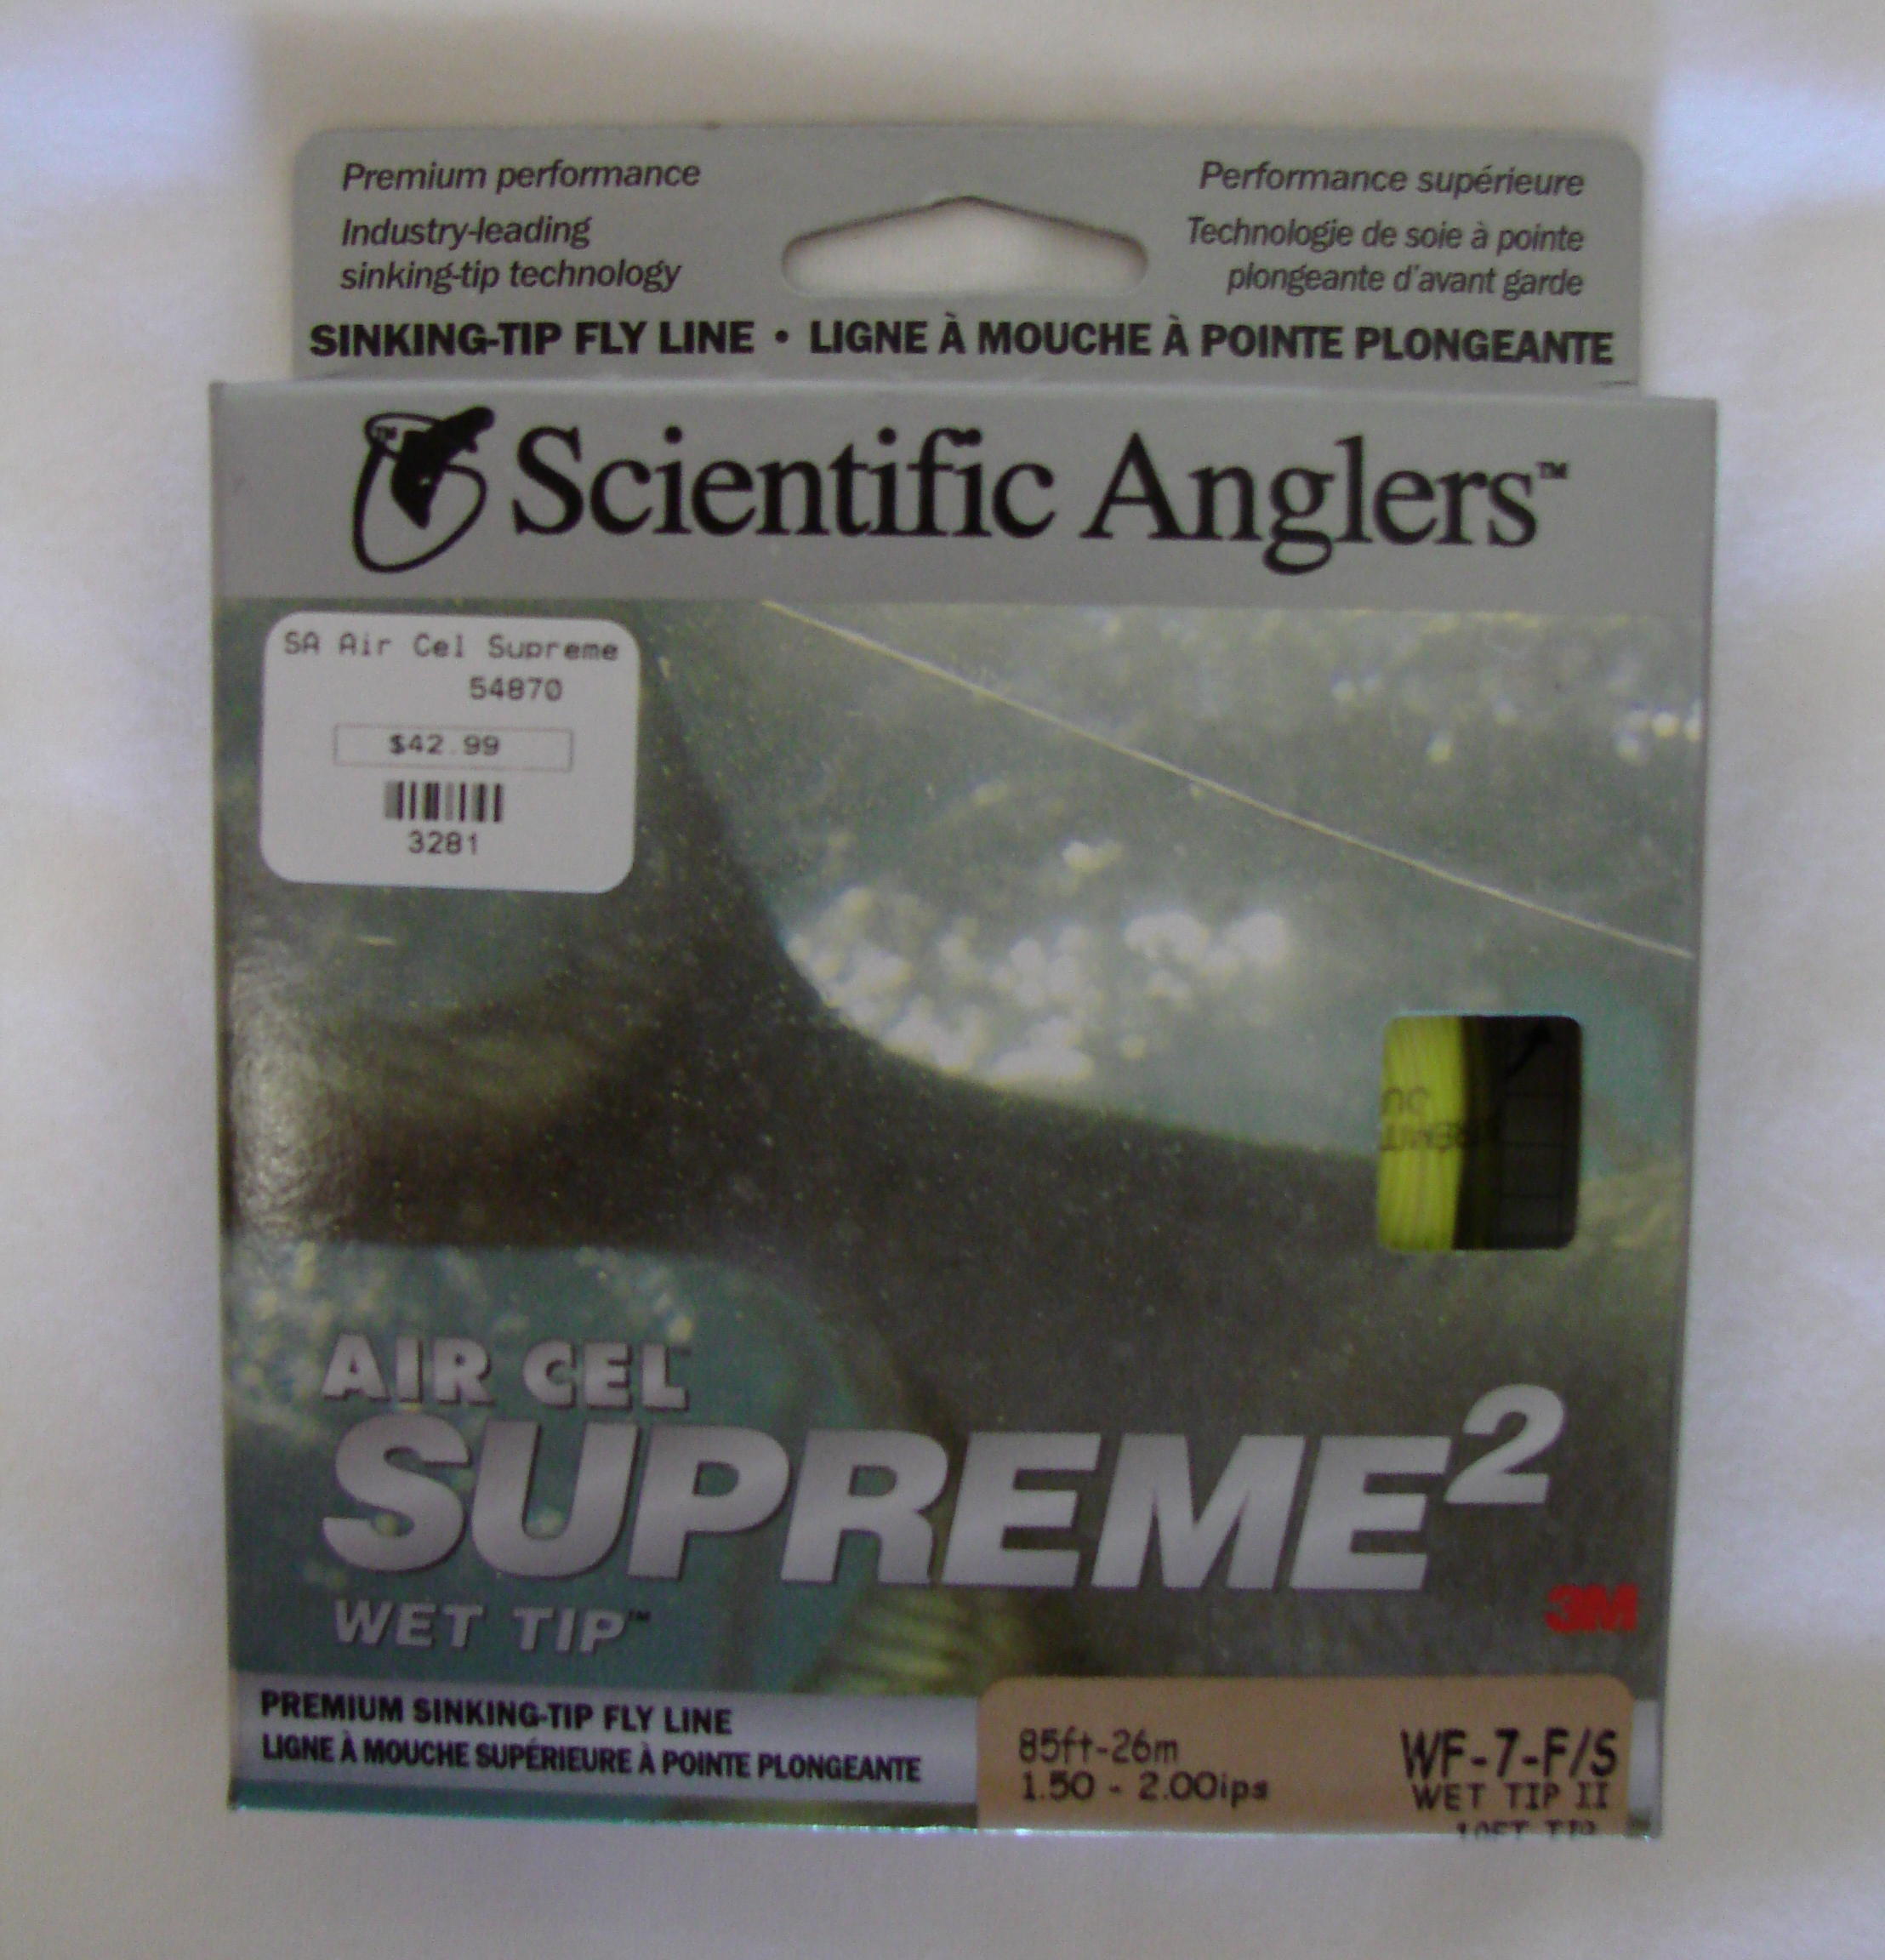 Premium performance
Industry-leading
sinking-tip technology
Performance supérieure
Technologie de soie à pointe
plongeante d'avant garde
SINKING-TIP FLY LINE • LIGNE À MOUCHE À POINTE PLONGEANTE
Scientific Anglers™
SA Air Cel Supreme
54870
$42.99
3281
AIR CEL
SUPREME²
WET TIP™
3M
PREMIUM SINKING-TIP FLY LINE
LIGNE À MOUCHE SUPÉRIEURE À POINTE PLONGEANTE
85ft-26m
1.50 - 2.00ips
WF-7-F/S
WET TIP II
10FT TIP